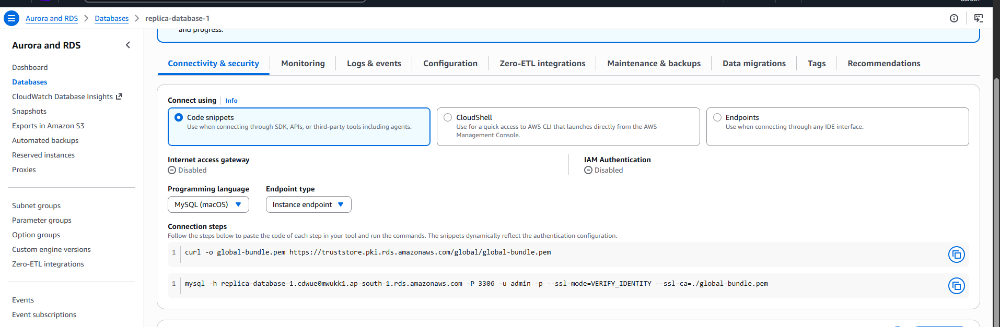 Aurora and RDS > Databases > replica-database-1
and progress.
Aurora and RDS
Dashboard
Databases
CloudWatch Database Insights
Snapshots
Exports in Amazon S3
Automated backups
Reserved instances
Proxies
Subnet groups
Parameter groups
Option groups
Custom engine versions
Zero-ETL integrations
Events
Event subscriptions
Connectivity & security
Monitoring
Logs & events
Configuration
Zero-ETL integrations
Maintenance & backups
Data migrations
Tags
Recommendations
Connect using
Info
Code snippets
Use when connecting through SDK, APIs, or third-party tools including agents.
CloudShell
Use for a quick access to AWS CLI that launches directly from the AWS
Management Console.
Endpoints
Use when connecting through any IDE interface.
Internet access gateway
Disabled
IAM Authentication
Disabled
Programming language
MySQL (macOS)
Endpoint type
Instance endpoint
Connection steps
Follow the steps below to paste the code of each step in your tool and run the commands. The snippets dynamically reflect the authentication configuration.
1 curl -o global-bundle.pem https://truststore.pki.rds.amazonaws.com/global/global-bundle.pem
1 mysql -h replica-database-1.cdwue0mwukk1.ap-south-1.rds.amazonaws.com -P 3306 -u admin -p --ssl-mode=VERIFY_IDENTITY --ssl-ca=./global-bundle.pem